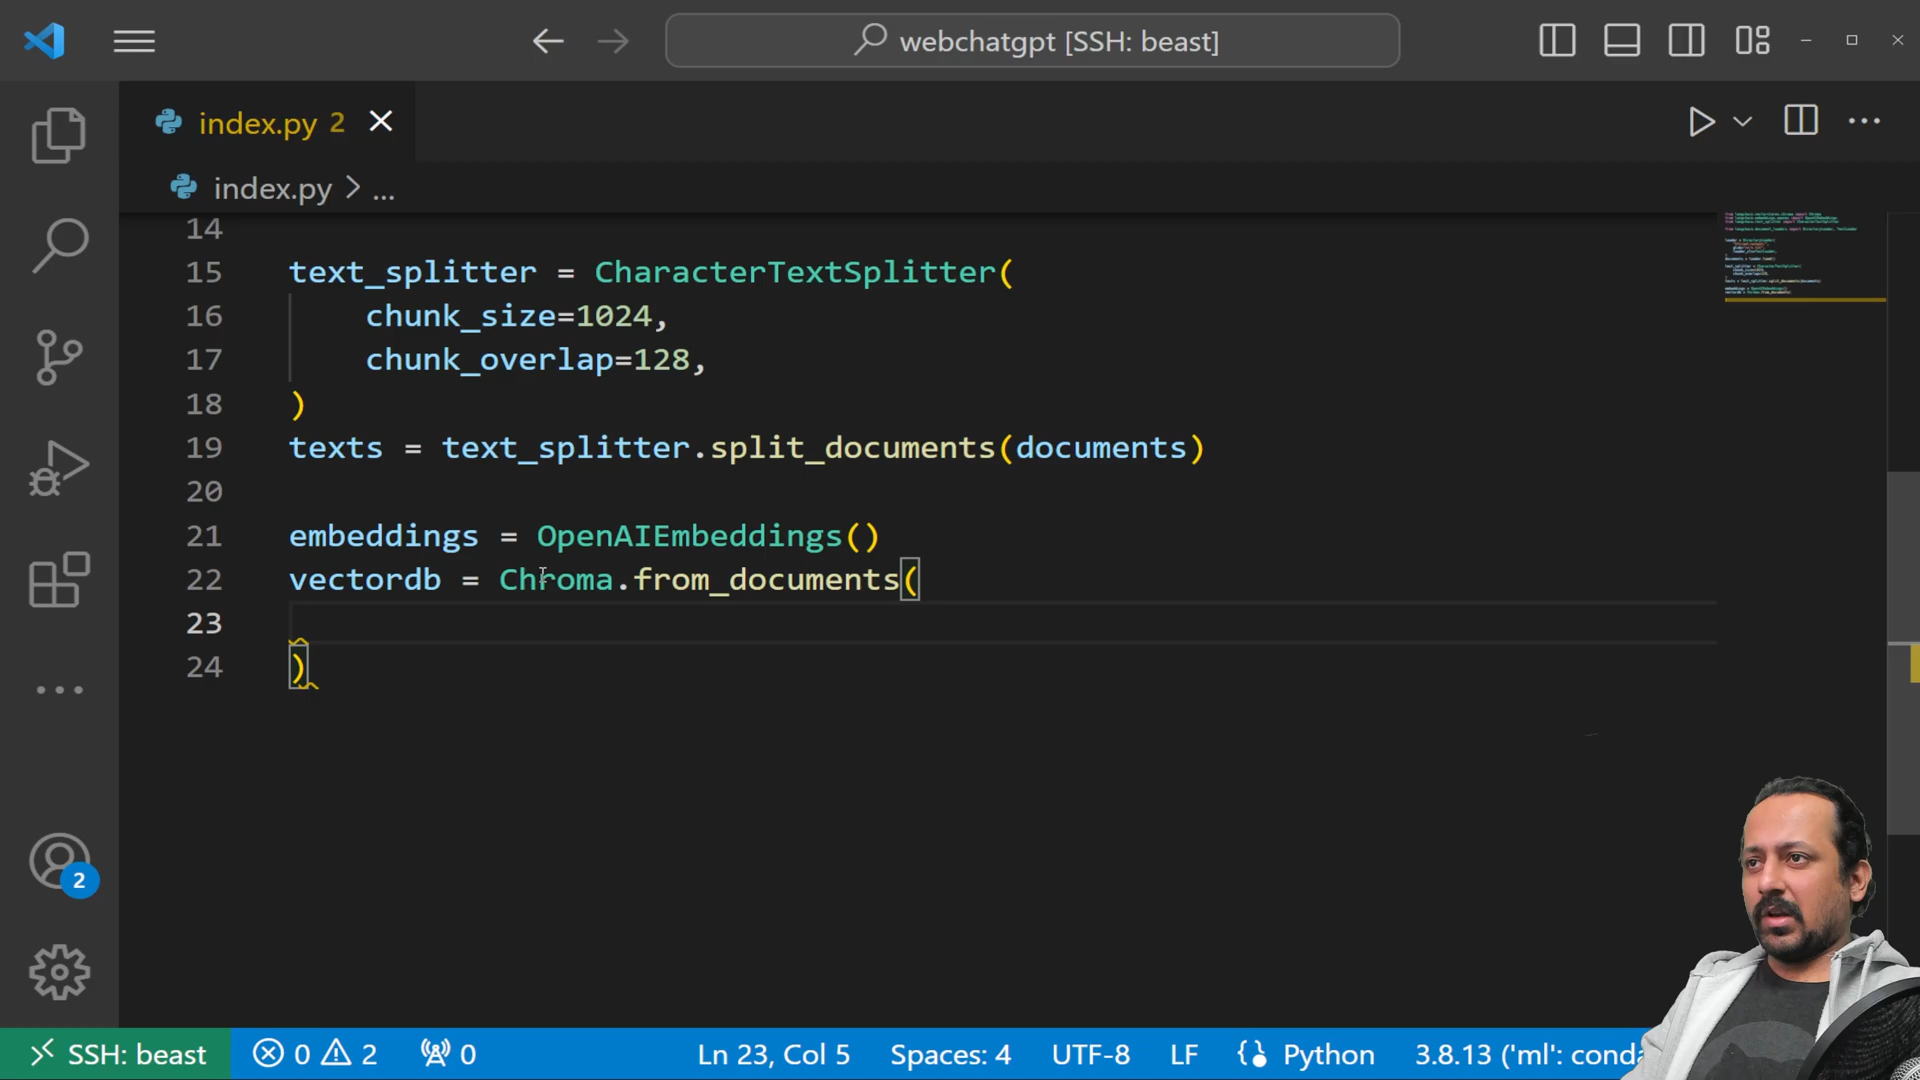 webchatgpt [SSH: beast]
index.py 2
index.py > ...
14
15 text_splitter = CharacterTextSplitter(
16 chunk_size=1024,
17 chunk_overlap=128,
18 )
19 texts = text_splitter.split_documents(documents)
20
21 embeddings = OpenAIEmbeddings()
22 vectordb = Chroma.from_documents(
23
24 )
2
SSH: beast 0 2 0 Ln 23, Col 5 Spaces: 4 UTF-8 LF Python 3.8.13 ('ml': conda